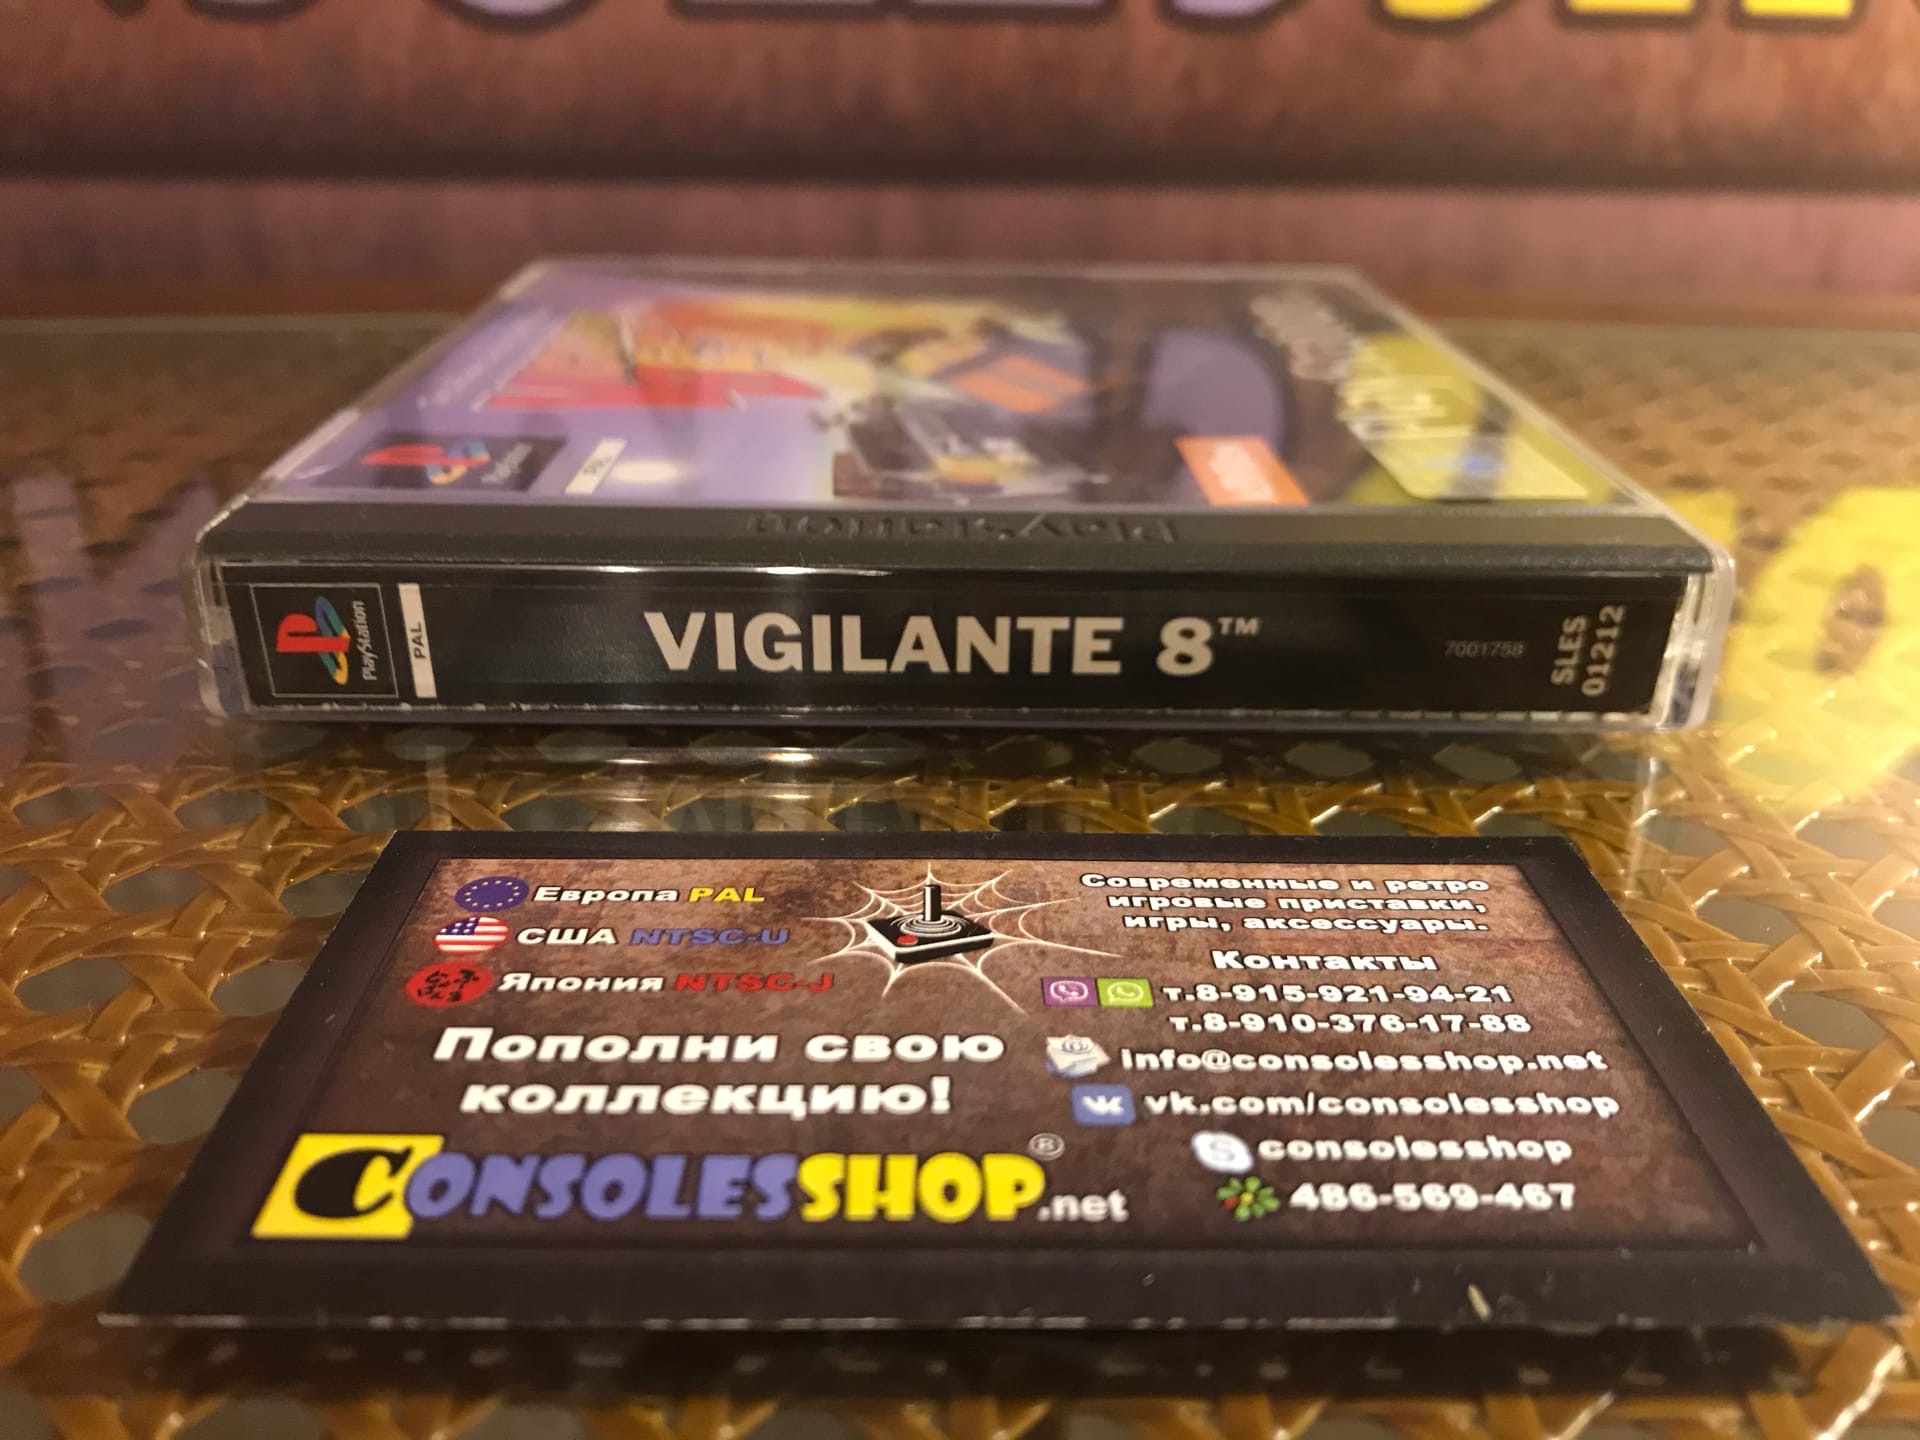 PlayStation
PlayStation
PAL
VIGILANTE 8™
7001758
SLES
01212
Европа PAL
США NTSC-U
Япония NTSC-J
Пополни свою
коллекцию!
CONSOLESSHOP®.net
Современные и ретро
игровые приставки,
игры, аксессуары.
Контакты
т.8-915-921-94-21
т.8-910-376-17-88
info@consolesshop.net
vk.com/consolesshop
consolesshop
486-569-467